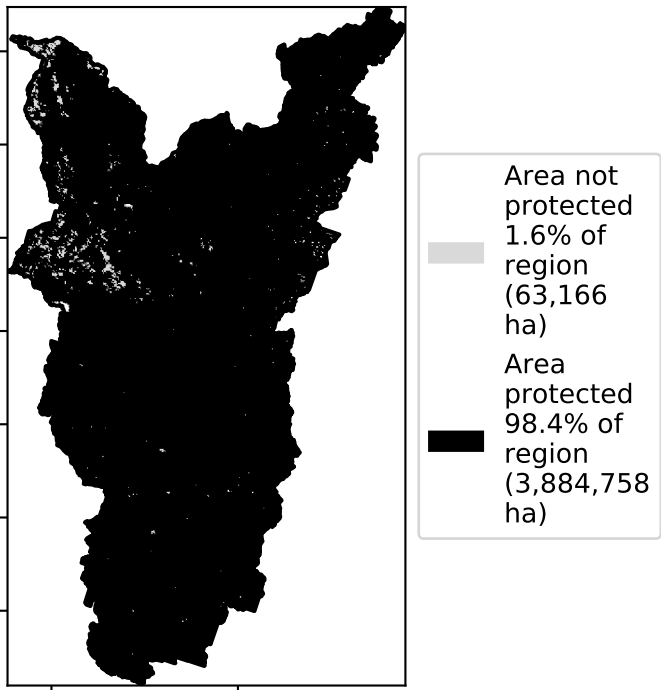 Area not
protected
1.6% of
region
(63,166
ha)
Area
protected
98.4% of
region
(3,884,758
ha)